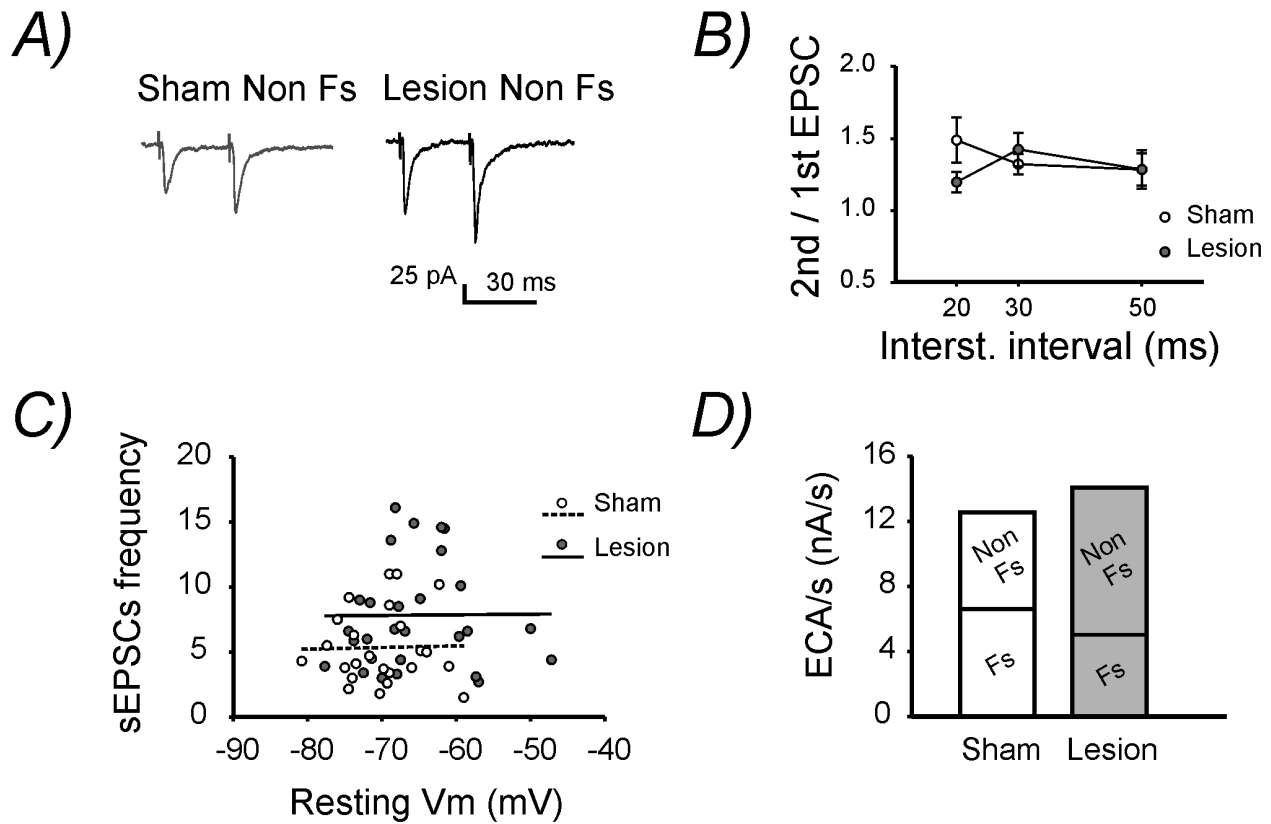 A)
Sham Non Fs
Lesion Non Fs
25 pA
30 ms
B)
2nd / 1st EPSC
2.0
1.5
1.0
0.5
20
30
50
Interst. interval (ms)
Sham
Lesion
C)
sEPSCs frequency
20
15
10
5
0
-90
-80
-70
-60
-50
-40
Resting Vm (mV)
Sham
Lesion
D)
ECA/s (nA/s)
16
12
8
4
0
Non
Fs
Fs
Non
Fs
Fs
Sham
Lesion